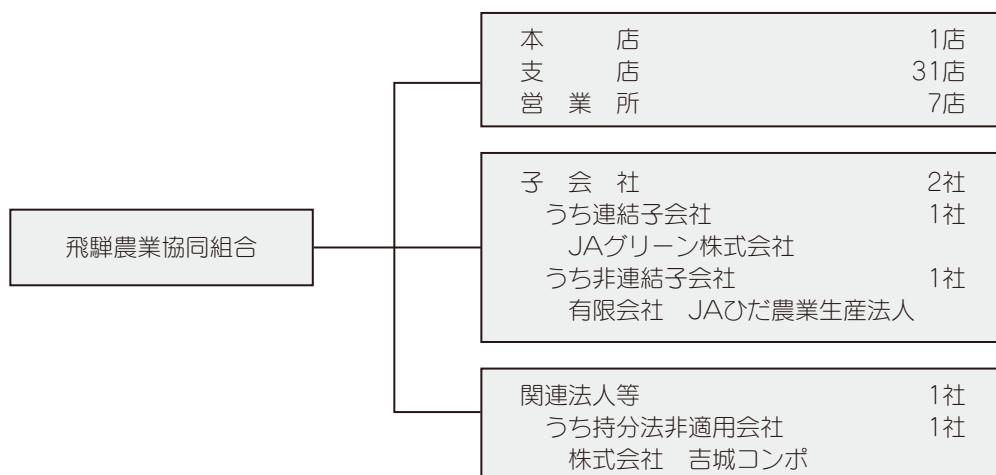 飛騨農業協同組合
本　　　店　1店
支　　　店　31店
営　業　所　7店
子　会　社　2社
うち連結子会社　1社
JAグリーン株式会社
うち非連結子会社　1社
有限会社　JAひだ農業生産法人
関連法人等　1社
うち持分法非適用会社　1社
株式会社　吉城コンポ